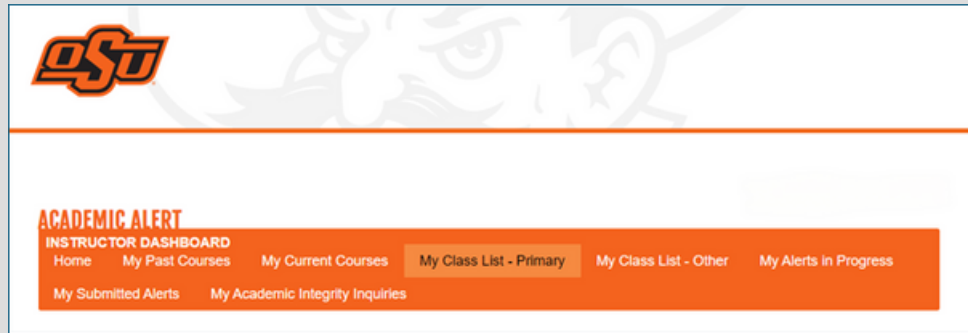 OSU
ACADEMIC ALERT
INSTRUCTOR DASHBOARD
Home My Past Courses My Current Courses My Class List - Primary My Class List - Other My Alerts in Progress
My Submitted Alerts My Academic Integrity Inquiries